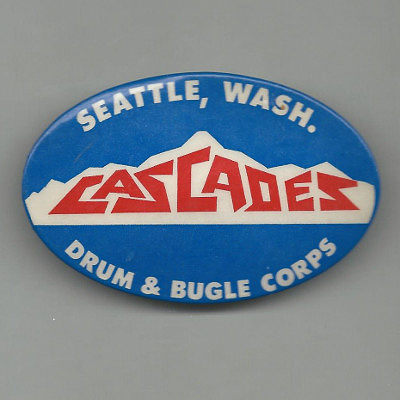 SEATTLE, WASH.
CASCADES
DRUM & BUGLE CORPS